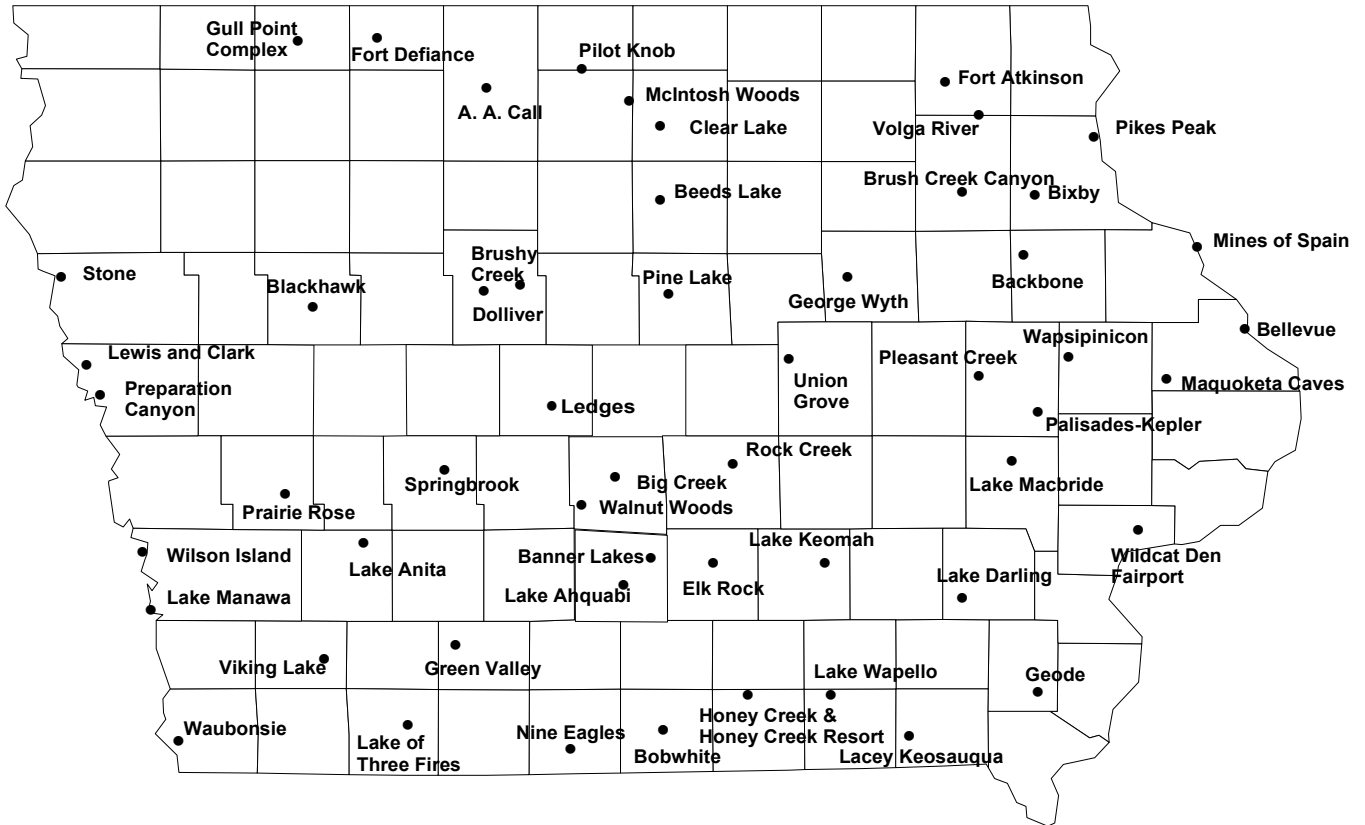 Gull Point
Complex
Fort Defiance
Pilot Knob
Fort Atkinson
A. A. Call
McIntosh Woods
Clear Lake
Volga River
Pikes Peak
Brush Creek Canyon
Bixby
Beeds Lake
Mines of Spain
Stone
Blackhawk
Brushy
Creek
Dolliver
Pine Lake
George Wyth
Backbone
Bellevue
Lewis and Clark
Preparation
Canyon
Ledges
Union
Grove
Pleasant Creek
Wapsipinicon
Maquoketa Caves
Palisades-Kepler
Rock Creek
Springbrook
Big Creek
Lake Macbride
Prairie Rose
Walnut Woods
Wilson Island
Lake Anita
Banner Lakes
Lake Keomah
Wildcat Den
Fairport
Lake Manawa
Lake Ahquabi
Elk Rock
Lake Darling
Viking Lake
Green Valley
Lake Wapello
Geode
Waubonsie
Lake of
Three Fires
Nine Eagles
Bobwhite
Honey Creek &
Honey Creek Resort
Lacey Keosauqua